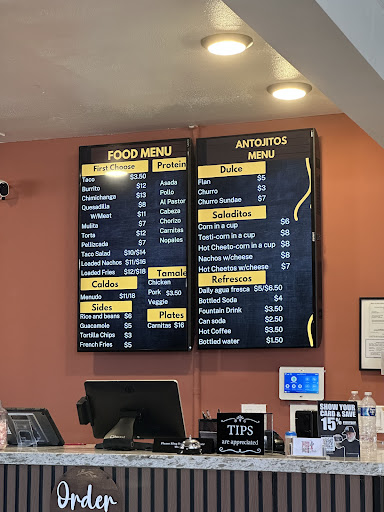 FOOD MENU
First Choose
Taco $3.50
Burrito $12
Chimichanga $13
Quesadilla $8
W/Meat $11
Mulita $7
Torta $12
Pellizcada $7
Taco Salad $10/$14
Loaded Nachos $11/$16
Loaded Fries $12/$18
Caldos
Menudo $11/18
Sides
Rice and beans $6
Guacamole $5
Tortilla Chips $3
French Fries $5
Protein
Asada
Pollo
Al Pastor
Cabeza
Chorizo
Carnitas
Nopales
Tamale
Chicken
Pork $3.50
Veggie
Plates
Carnitas $16
ANTOJITOS
MENU
Dulce
Flan $5
Churro $3
Churro Sundae $7
Saladitos
Corn in a cup $6
Tosti-corn in a cup $8
Hot Cheeto-corn in a cup $8
Nachos w/cheese $8
Hot Cheetos w/cheese $7
Refrescos
Daily agua fresca $5/$6.50
Bottled Soda $4
Fountain Drink $3.50
Can soda $2.50
Hot Coffee $3.50
Bottled water $1.50
TIPS
are appreciated
SHOW YOUR
CARD & SAVE
15%
Order